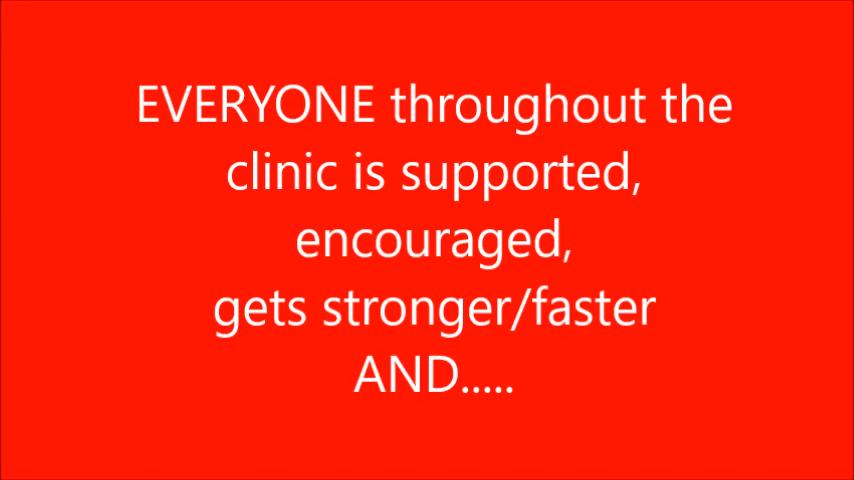 EVERYONE throughout the
clinic is supported,
encouraged,
gets stronger/faster
AND.....